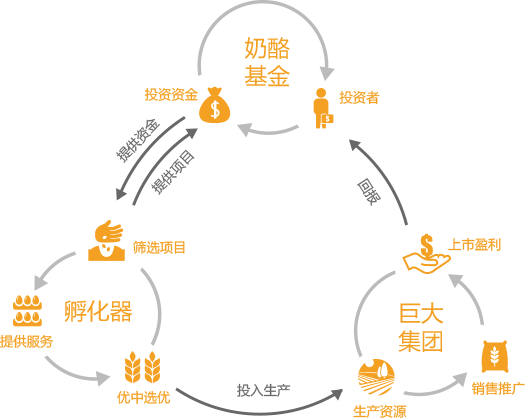 奶酪
基金
投资资金
投资者
提供资金
提供项目
回报
筛选项目
孵化器
提供服务
优中选优
投入生产
上市盈利
巨大
集团
销售推广
生产资源